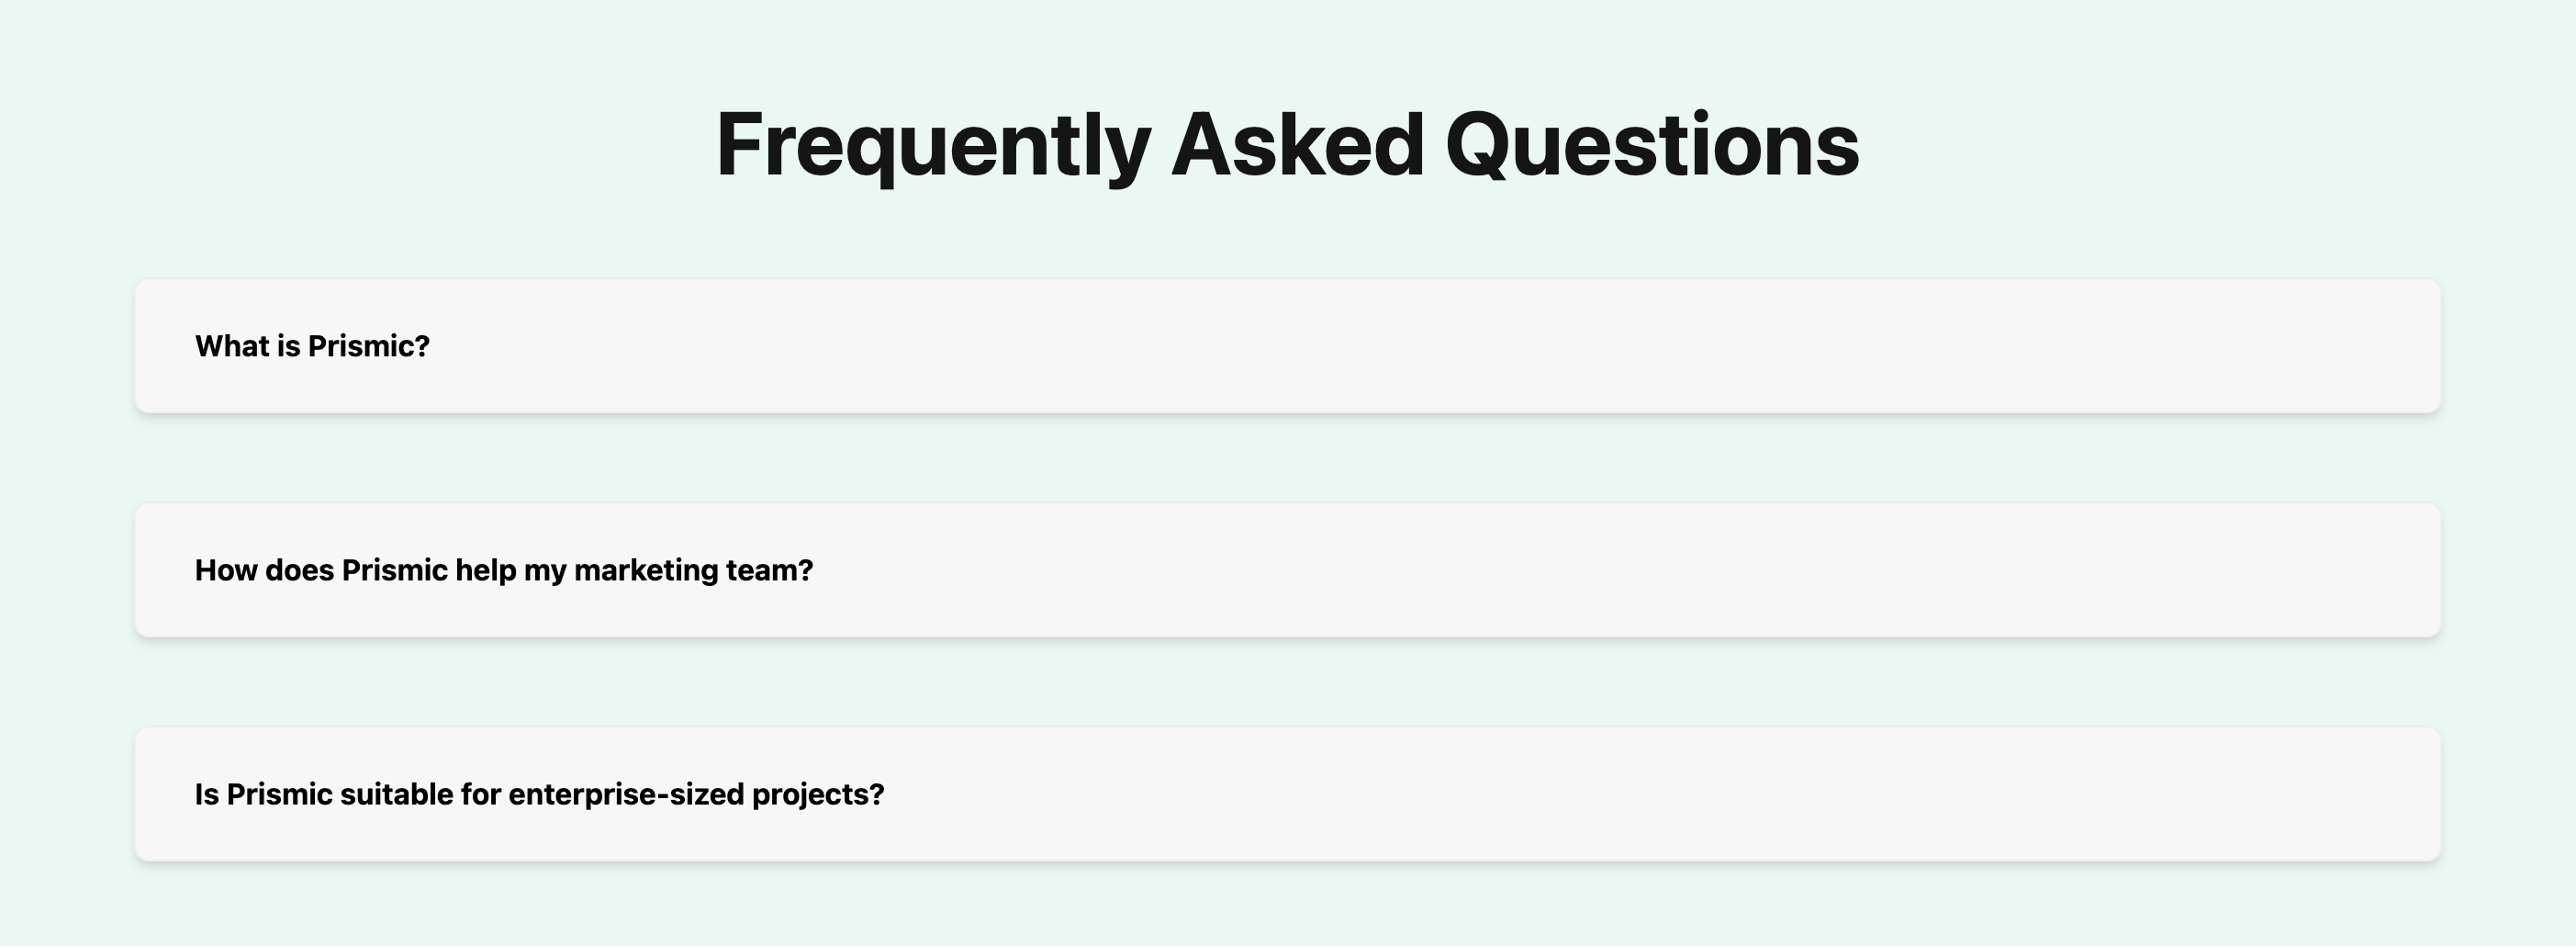 Frequently Asked Questions
What is Prismic?
How does Prismic help my marketing team?
Is Prismic suitable for enterprise-sized projects?